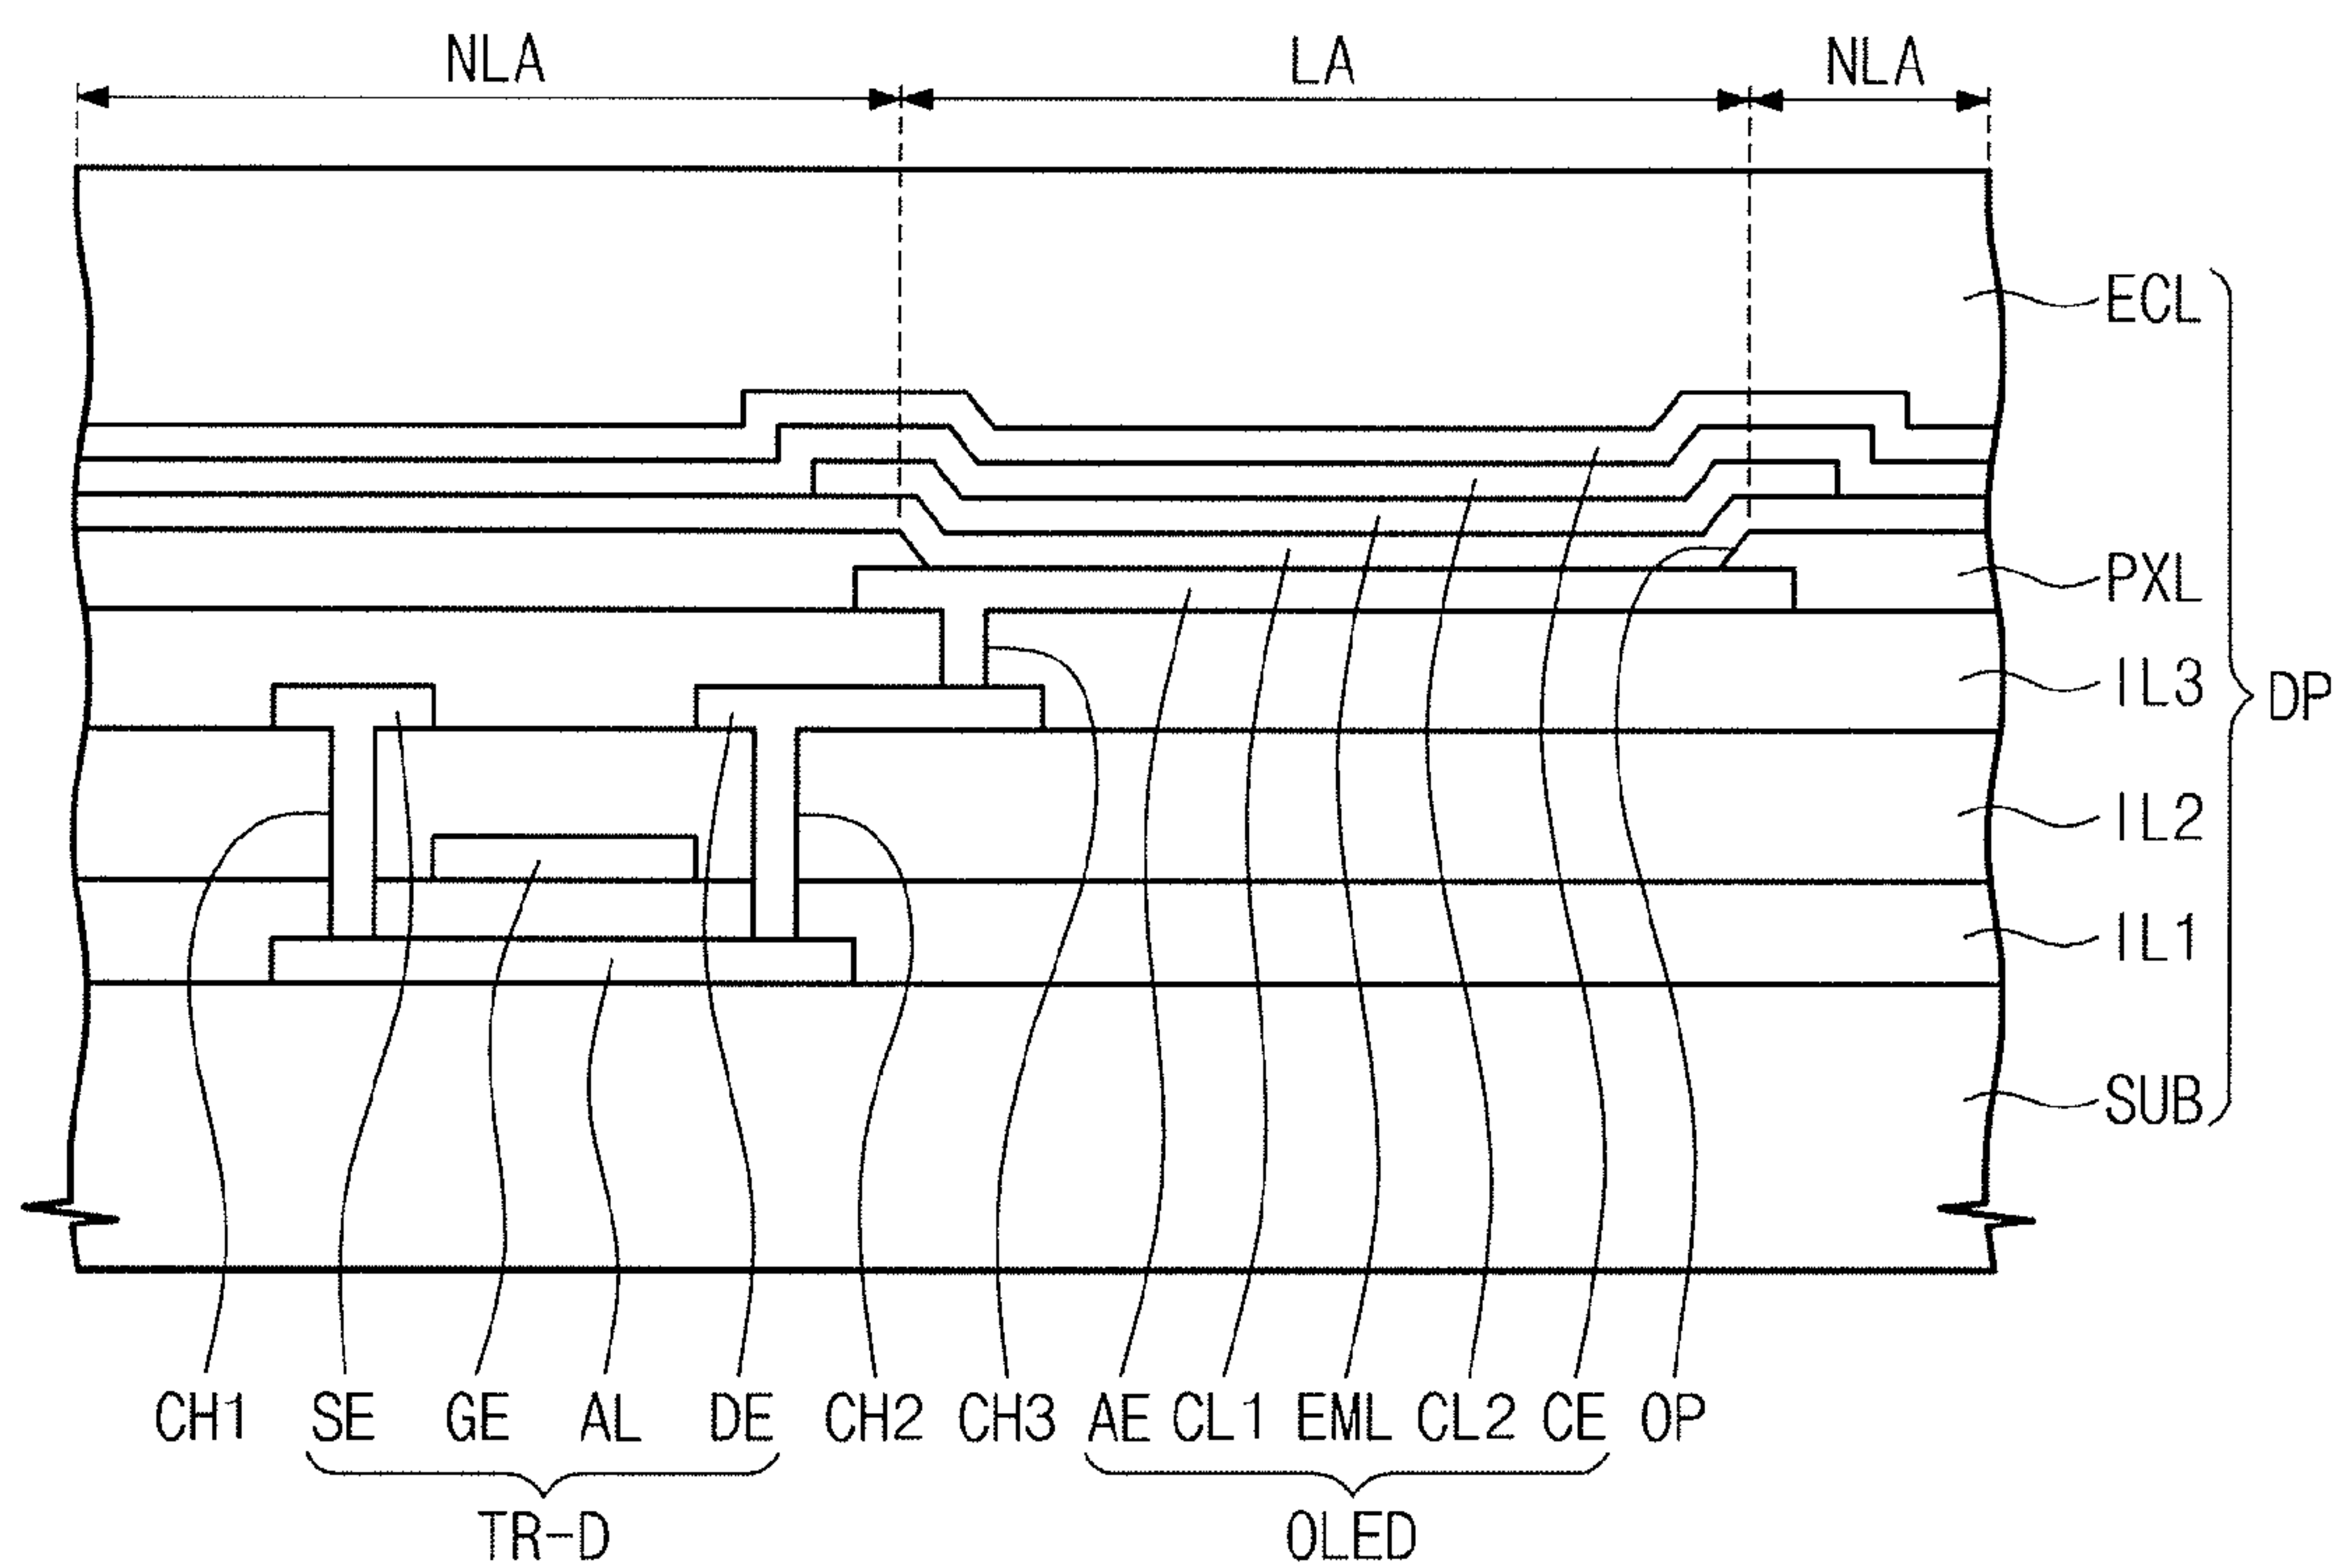 NLA LA NLA
ECL
PXL
IL3
DP
IL2
IL1
SUB
CH1 SE GE AL DE CH2 CH3 AE CL1 EML CL2 CE OP
TR-D OLED